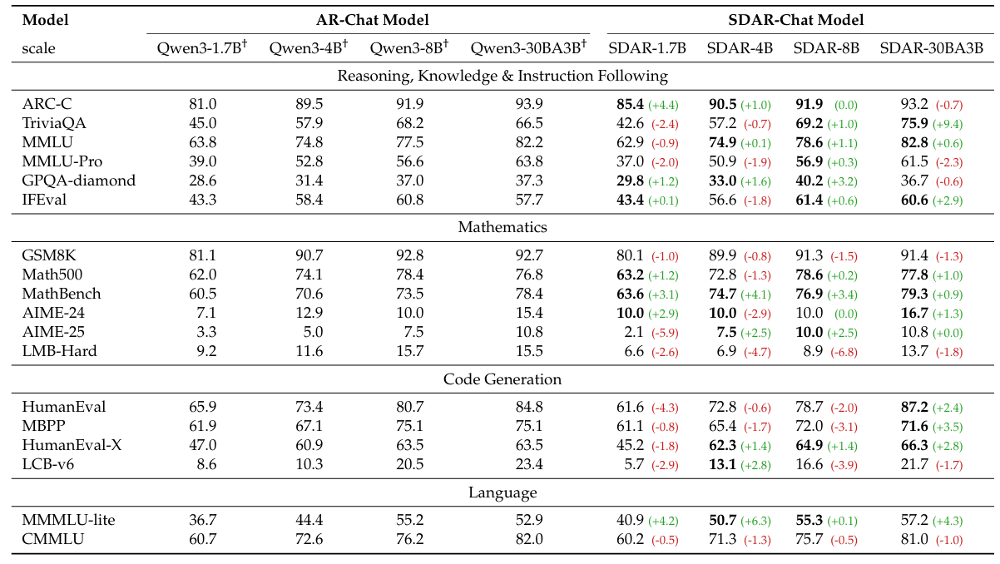 Model AR-Chat Model SDAR-Chat Model
scale Qwen3-1.7B† Qwen3-4B† Qwen3-8B† Qwen3-30BA3B† SDAR-1.7B SDAR-4B SDAR-8B SDAR-30BA3B
Reasoning, Knowledge & Instruction Following
ARC-C 81.0 89.5 91.9 93.9 85.4 (+4.4) 90.5 (+1.0) 91.9 (0.0) 93.2 (-0.7)
TriviaQA 45.0 57.9 68.2 66.5 42.6 (-2.4) 57.2 (-0.7) 69.2 (+1.0) 75.9 (+9.4)
MMLU 63.8 74.8 77.5 82.2 62.9 (-0.9) 74.9 (+0.1) 78.6 (+1.1) 82.8 (+0.6)
MMLU-Pro 39.0 52.8 56.6 63.8 37.0 (-2.0) 50.9 (-1.9) 56.9 (+0.3) 61.5 (-2.3)
GPQA-diamond 28.6 31.4 37.0 37.3 29.8 (+1.2) 33.0 (+1.6) 40.2 (+3.2) 36.7 (-0.6)
IFEval 43.3 58.4 60.8 57.7 43.4 (+0.1) 56.6 (-1.8) 61.4 (+0.6) 60.6 (+2.9)
Mathematics
GSM8K 81.1 90.7 92.8 92.7 80.1 (-1.0) 89.9 (-0.8) 91.3 (-1.5) 91.4 (-1.3)
Math500 62.0 74.1 78.4 76.8 63.2 (+1.2) 72.8 (-1.3) 78.6 (+0.2) 77.8 (+1.0)
MathBench 60.5 70.6 73.5 78.4 63.6 (+3.1) 74.7 (+4.1) 76.9 (+3.4) 79.3 (+0.9)
AIME-24 7.1 12.9 10.0 15.4 10.0 (+2.9) 10.0 (-2.9) 10.0 (0.0) 16.7 (+1.3)
AIME-25 3.3 5.0 7.5 10.8 2.1 (-5.9) 7.5 (+2.5) 10.0 (+2.5) 10.8 (+0.0)
LMB-Hard 9.2 11.6 15.7 15.5 6.6 (-2.6) 6.9 (-4.7) 8.9 (-6.8) 13.7 (-1.8)
Code Generation
HumanEval 65.9 73.4 80.7 84.8 61.6 (-4.3) 72.8 (-0.6) 78.7 (-2.0) 87.2 (+2.4)
MBPP 61.9 67.1 75.1 75.1 61.1 (-0.8) 65.4 (-1.7) 72.0 (-3.1) 71.6 (+3.5)
HumanEval-X 47.0 60.9 63.5 63.5 45.2 (-1.8) 62.3 (+1.4) 64.9 (+1.4) 66.3 (+2.8)
LCB-v6 8.6 10.3 20.5 23.4 5.7 (-2.9) 13.1 (+2.8) 16.6 (-3.9) 21.7 (-1.7)
Language
MMMLU-lite 36.7 44.4 55.2 52.9 40.9 (+4.2) 50.7 (+6.3) 55.3 (+0.1) 57.2 (+4.3)
CMMLU 60.7 72.6 76.2 82.0 60.2 (-0.5) 71.3 (-1.3) 75.7 (-0.5) 81.0 (-1.0)